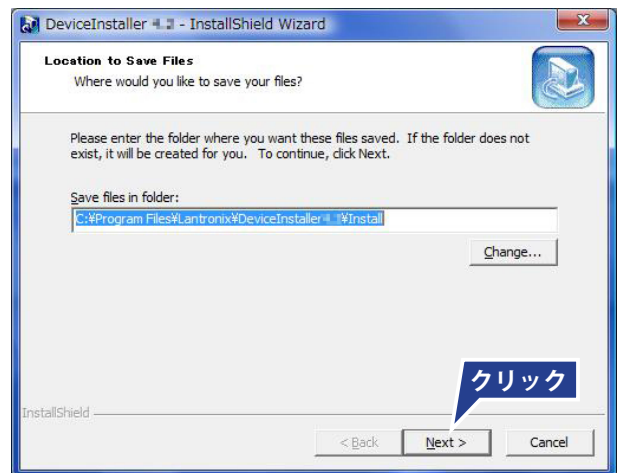 DeviceInstaller - InstallShield Wizard
Location to Save Files
Where would you like to save your files?
Please enter the folder where you want these files saved. If the folder does not
exist, it will be created for you. To continue, click Next.
Save files in folder:
C:¥Program Files¥Lantronix¥DeviceInstaller ¥Install
Change...
クリック
InstallShield
< Back
Next >
Cancel